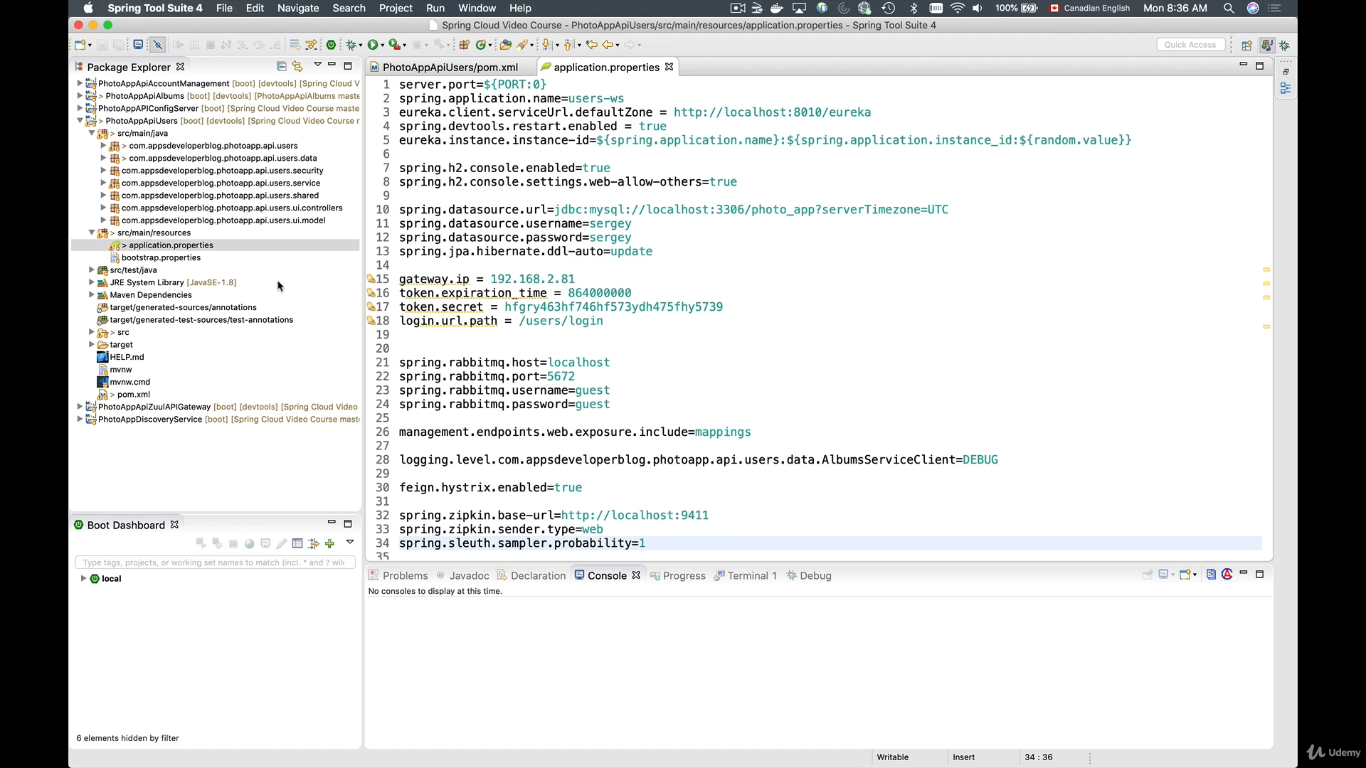 Spring Tool Suite 4 File Edit Navigate Search Project Run Window Help 100% Canadian English Mon 8:36 AM
Spring Cloud Video Course - PhotoAppApiUsers/src/main/resources/application.properties - Spring Tool Suite 4
Quick Access
Package Explorer
PhotoAppApiAccountManagement [boot] [devtools] [Spring Cloud V
> PhotoAppApiAlbums [boot] [devtools] [PhotoAppApiAlbums maste
PhotoAppAPIConfigServer [boot] [Spring Cloud Video Course master
> PhotoAppApiUsers [boot] [devtools] [Spring Cloud Video Course mast
> src/main/java
> com.appsdeveloperblog.photoapp.api.users
> com.appsdeveloperblog.photoapp.api.users.data
com.appsdeveloperblog.photoapp.api.users.security
com.appsdeveloperblog.photoapp.api.users.service
com.appsdeveloperblog.photoapp.api.users.shared
com.appsdeveloperblog.photoapp.api.users.ui.controllers
com.appsdeveloperblog.photoapp.api.users.ui.model
> src/main/resources
> application.properties
bootstrap.properties
src/test/java
JRE System Library [JavaSE-1.8]
Maven Dependencies
target/generated-sources/annotations
target/generated-test-sources/test-annotations
> src
target
HELP.md
mvnw
mvnw.cmd
> pom.xml
PhotoAppApiZuulAPIGateway [boot] [devtools] [Spring Cloud Video
PhotoAppDiscoveryService [boot] [Spring Cloud Video Course master
Boot Dashboard
Type tags, projects, or working set names to match (incl. * and ? wild
local
6 elements hidden by filter
PhotoAppApiUsers/pom.xml application.properties
1 server.port=${PORT:0}
2 spring.application.name=users-ws
3 eureka.client.serviceUrl.defaultZone = http://localhost:8010/eureka
4 spring.devtools.restart.enabled = true
5 eureka.instance.instance-id=${spring.application.name}:${spring.application.instance_id:${random.value}}
6
7 spring.h2.console.enabled=true
8 spring.h2.console.settings.web-allow-others=true
9
10 spring.datasource.url=jdbc:mysql://localhost:3306/photo_app?serverTimezone=UTC
11 spring.datasource.username=sergey
12 spring.datasource.password=sergey
13 spring.jpa.hibernate.ddl-auto=update
14
15 gateway.ip = 192.168.2.81
16 token.expiration_time = 864000000
17 token.secret = hfgry463hf746hf573ydh475fhy5739
18 login.url.path = /users/login
19
20
21 spring.rabbitmq.host=localhost
22 spring.rabbitmq.port=5672
23 spring.rabbitmq.username=guest
24 spring.rabbitmq.password=guest
25
26 management.endpoints.web.exposure.include=mappings
27
28 logging.level.com.appsdeveloperblog.photoapp.api.users.data.AlbumsServiceClient=DEBUG
29
30 feign.hystrix.enabled=true
31
32 spring.zipkin.base-url=http://localhost:9411
33 spring.zipkin.sender.type=web
34 spring.sleuth.sampler.probability=1
35
Problems Javadoc Declaration Console Progress Terminal 1 Debug
No consoles to display at this time.
Writable Insert 34 : 36
Udemy